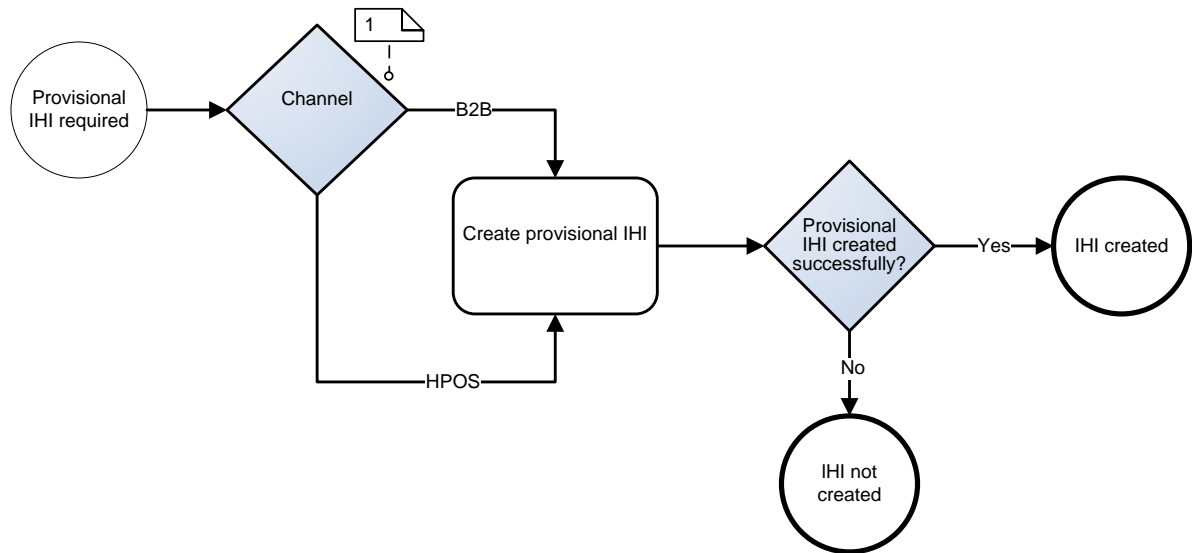 1
Provisional
IHI required
Channel
B2B
Create provisional IHI
Provisional
IHI created
successfully?
Yes
IHI created
HPOS
No
IHI not
created